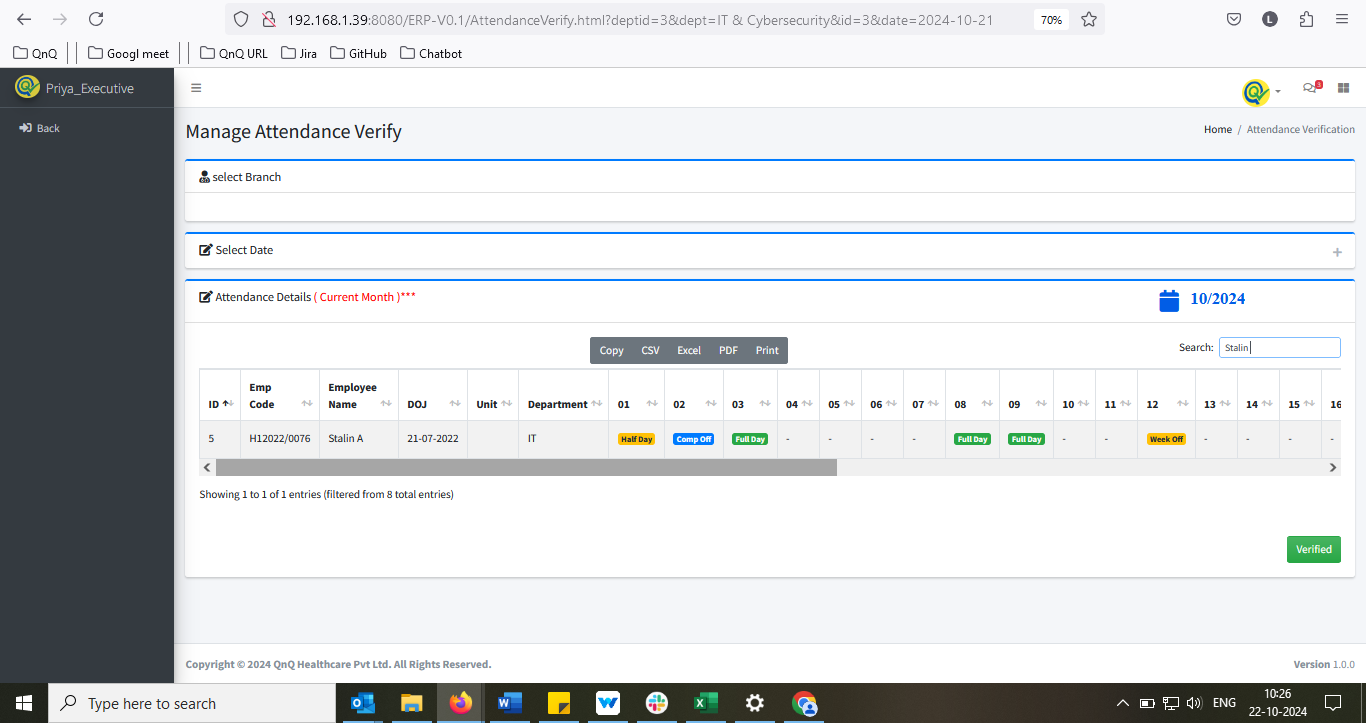 192.168.1.39:8080/ERP-V0.1/AttendanceVerify.html?deptid=3&dept=IT & Cybersecurity&id=3&date=2024-10-21 70% L
QnQ Googl meet QnQ URL Jira GitHub Chatbot
Priya_Executive 3
Back
Manage Attendance Verify Home / Attendance Verification
select Branch
Select Date +
Attendance Details ( Current Month )*** 10/2024
Copy CSV Excel PDF Print Search: Stalin
ID Emp Code Employee Name DOJ Unit Department 01 02 03 04 05 06 07 08 09 10 11 12 13 14 15 16
5 H12022/0076 Stalin A 21-07-2022 IT Half Day Comp Off Full Day - - - - Full Day Full Day - - Week Off - - - -
Showing 1 to 1 of 1 entries (filtered from 8 total entries)
Verified
Copyright © 2024 QnQ Healthcare Pvt Ltd. All Rights Reserved. Version 1.0.0
Type here to search ENG 10:26
22-10-2024